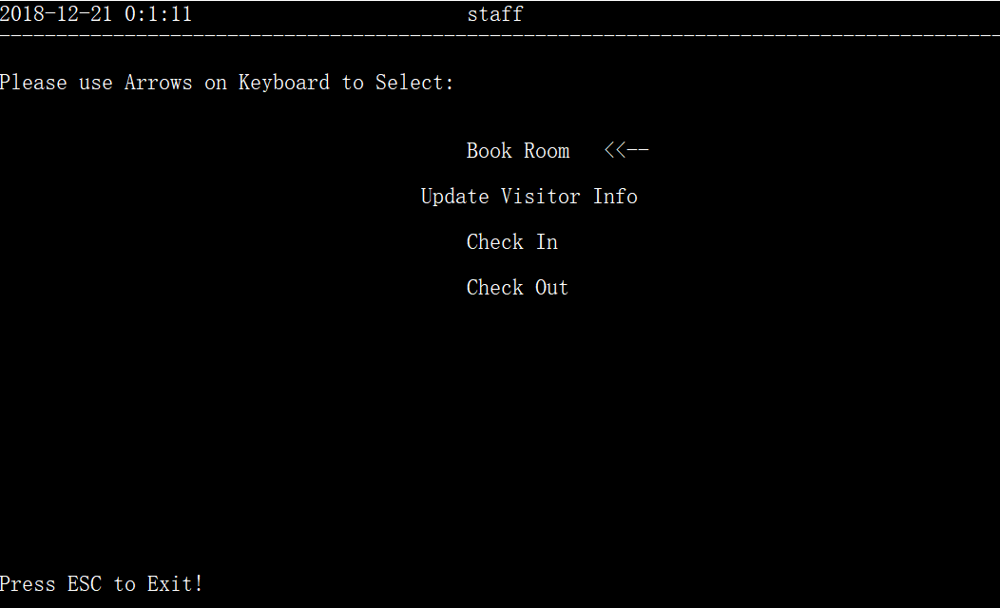 2018-12-21 0:1:11 staff
----------------------------------------------------------------------------------------
Please use Arrows on Keyboard to Select:
Book Room <<--
Update Visitor Info
Check In
Check Out
Press ESC to Exit!